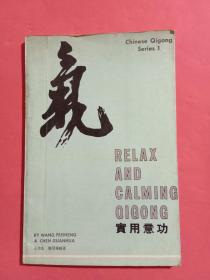 Chinese Qigong
Series 1
氣
RELAX
AND
CALMING
QIGONG
實用意功
BY WANG PEISHENG
& CHEN GUANHUA